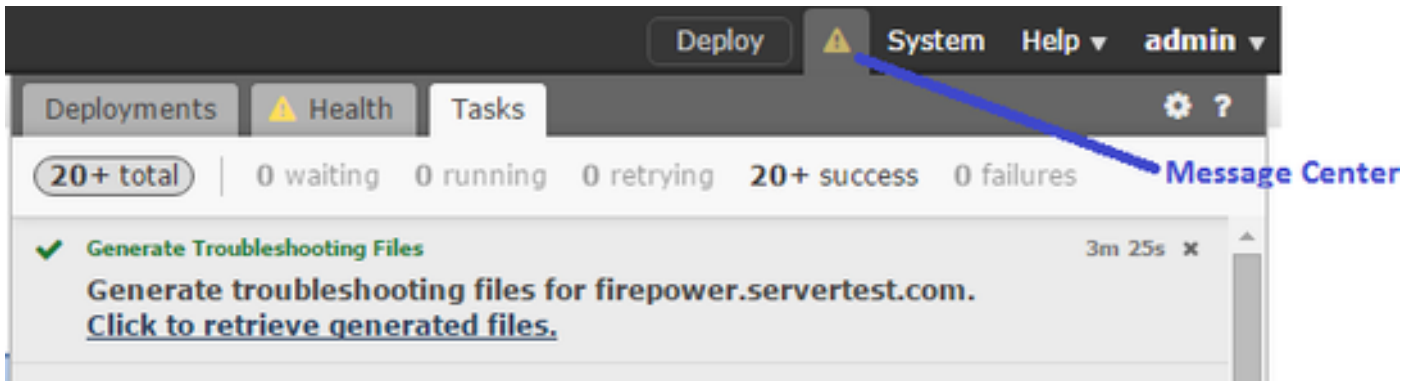 Deploy System Help admin
Deployments Health Tasks ?
20+ total 0 waiting 0 running 0 retrying 20+ success 0 failures
Message Center
Generate Troubleshooting Files 3m 25s
Generate troubleshooting files for firepower.servertest.com.
Click to retrieve generated files.